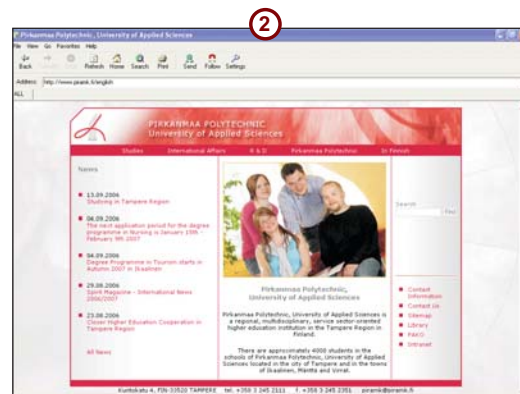 2
Pirkanmaa Polytechnic, University of Applied Sciences
File View Go Favorites Help
Back Refresh Home Search Print Send Follow Settings
Address http://www.piramk.fi/english
ALL
PIRKANMAA POLYTECHNIC
University of Applied Sciences
Studies International Affairs R & D Pirkanmaa Polytechnic In Finnish
News
13.09.2006
Studying in Tampere Region
06.09.2006
The next application period for the degree
programme in Nursing is January 15th -
February 9th 2007
04.09.2006
Degree Programme in Tourism starts in
Autumn 2007 in Ikaalinen
29.08.2006
Spirit Magazine - International News
2006/2007
23.08.2006
Closer Higher Education Cooperation in
Tampere Region
All News
Pirkanmaa Polytechnic,
University of Applied Sciences
Pirkanmaa Polytechnic, University of Applied Sciences is
a regional, multidisciplinary, service sector-oriented
higher education institution in the Tampere Region in
Finland.
There are approximately 4000 students in the
schools of Pirkanmaa Polytechnic, University of Applied
Sciences located in the city of Tampere and in the towns
of Ikaalinen, Mänttä and Virrat.
Search
Find
Contact
Information
Contact Us
Sitemap
Library
PAKO
Intranet
Kuntokatu 4, FIN-33520 TAMPERE tel. +358 3 245 2111 f. +358 3 245 2351 piramk@piramk.fi